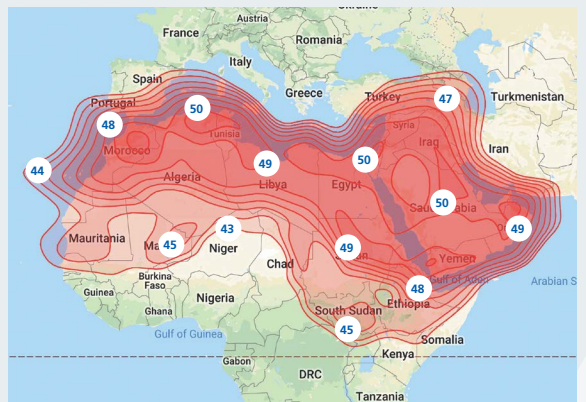 Ukraine
Austria
France
Romania
Italy
Spain
Greece
Portugal
Turkey
47
Turkmenistan
50
48
Tunisia
Syria
Morocco
Iraq
Iran
49
50
44
Algeria
Libya
Egypt
50
49
43
Mauritania
45
49
Niger
Yemen
Chad
Burkina
Faso
Gulf of Aden
48
Arabian S
Guinea
Nigeria
Ethiopia
Ghana
South Sudan
45
Gulf of Guinea
Somalia
Kenya
Gabon
DRC
Tanzania